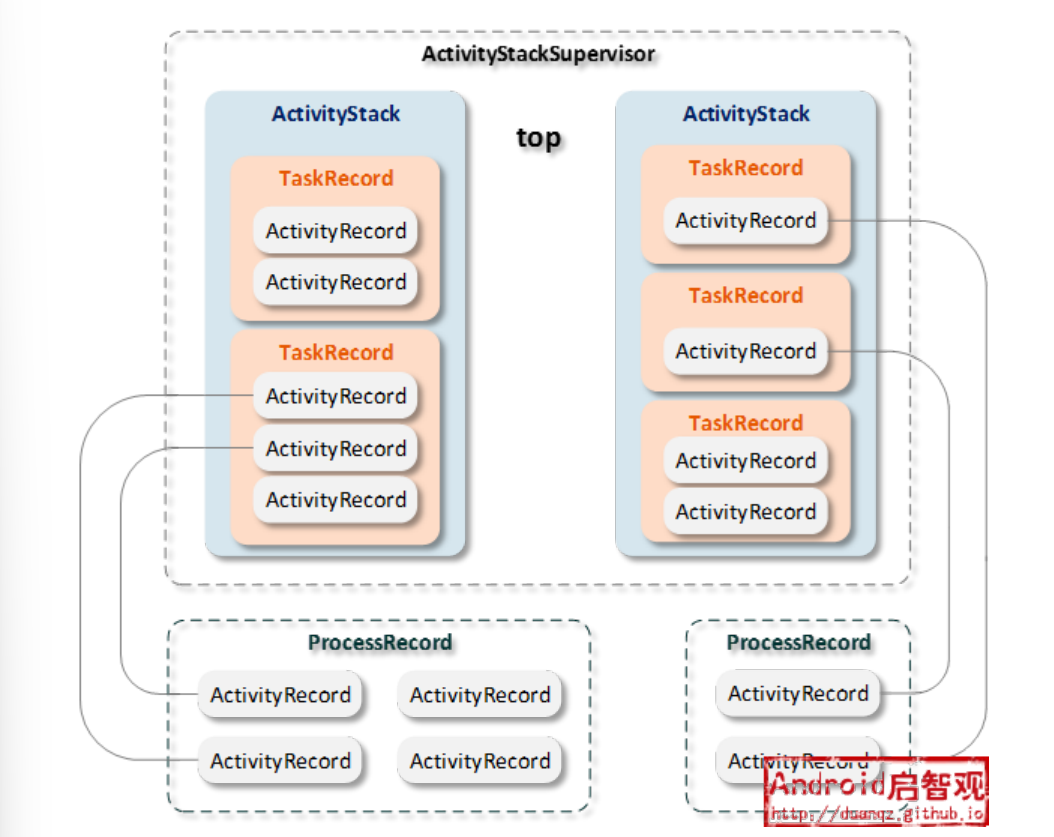 ActivityStackSupervisor
ActivityStack
TaskRecord
ActivityRecord
ActivityRecord
TaskRecord
ActivityRecord
ActivityRecord
ActivityRecord
top
ActivityStack
TaskRecord
ActivityRecord
TaskRecord
ActivityRecord
TaskRecord
ActivityRecord
ActivityRecord
ProcessRecord
ActivityRecord ActivityRecord
ActivityRecord ActivityRecord
ProcessRecord
ActivityRecord
ActivityRecord
Android启智观
http://duanqz.github.io